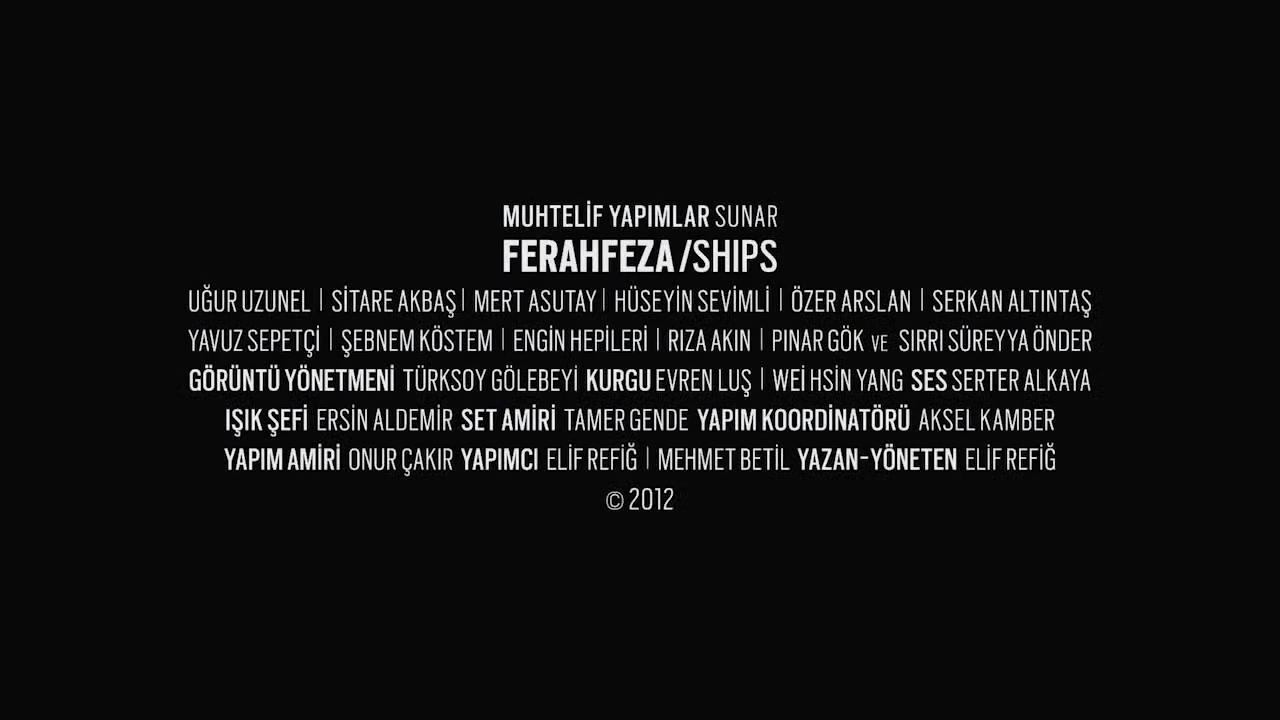 MUHTELİF YAPIMLAR SUNAR
FERAHFEZA/SHIPS
UĞUR UZUNEL | SİTARE AKBAŞ | MERT ASUTAY | HÜSEYİN SEVİMLİ | ÖZER ARSLAN | SERKAN ALTINTAŞ
YAVUZ SEPETÇİ | ŞEBNEM KÖSTEM | ENGİN HEPİLERİ | RIZA AKIN | PINAR GÖK VE SIRRI SÜREYYA ÖNDER
GÖRÜNTÜ YÖNETMENİ TÜRKSOY GÖLEBEYİ KURGU EVREN LUŞ | WEİ HSİN YANG SES SERTER ALKAYA
IŞIK ŞEFİ ERSİN ALDEMİR SET AMİRİ TAMER GENDE YAPIM KOORDİNATÖRÜ AKSEL KAMBER
YAPIM AMİRİ ONUR ÇAKIR YAPIMCI ELİF REFİĞ | MEHMET BETİL YAZAN-YÖNETEN ELİF REFİĞ
© 2012